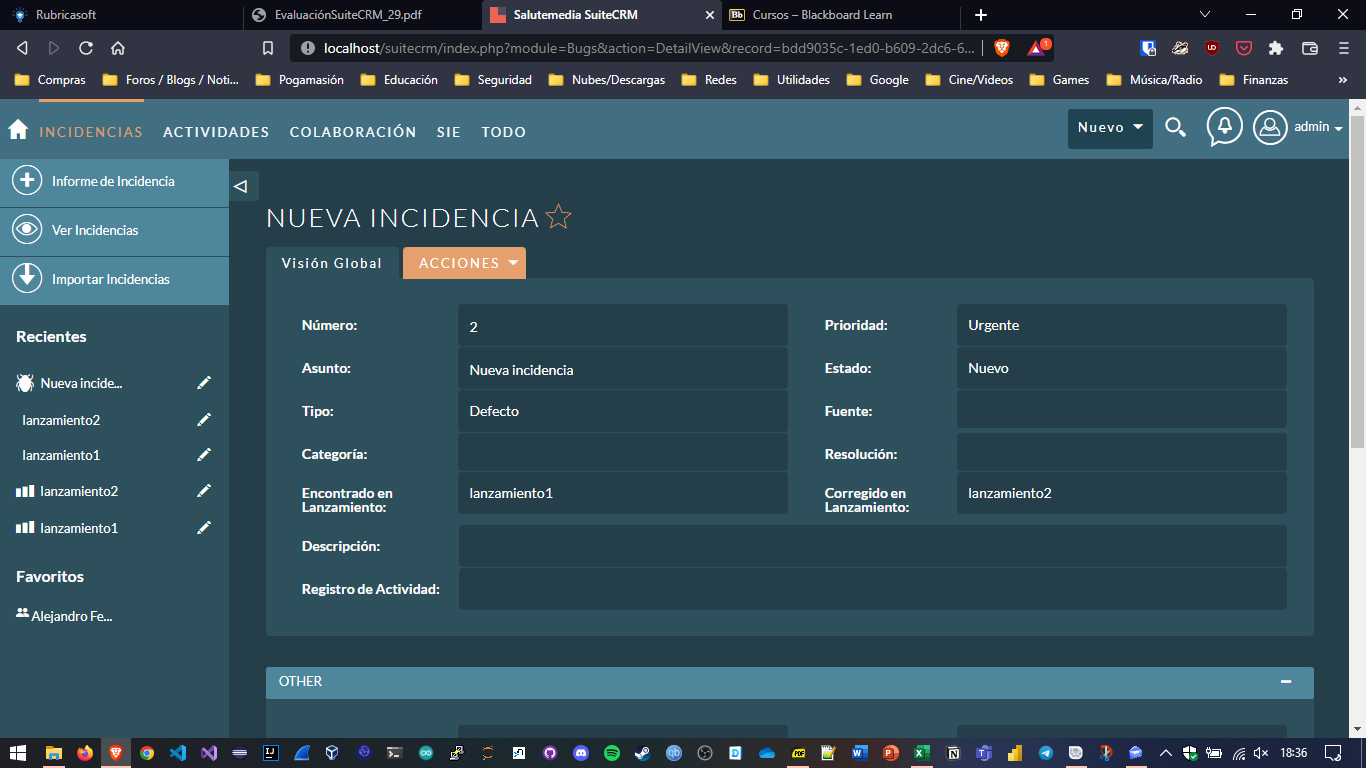 Rubricasoft
EvaluaciónSuiteCRM_29.pdf
Salutemedia SuiteCRM
Bb
Cursos – Blackboard Learn
localhost/suitecrm/index.php?module=Bugs&action=DetailView&record=bdd9035c-1ed0-b609-2dc6-6...
1
Compras
Foros / Blogs / Noti...
Pogamasión
Educación
Seguridad
Nubes/Descargas
Redes
Utilidades
Google
Cine/Videos
Games
Música/Radio
Finanzas
»
INCIDENCIAS
ACTIVIDADES
COLABORACIÓN
SIE
TODO
Nuevo
admin
Informe de Incidencia
Ver Incidencias
Importar Incidencias
Recientes
Nueva incide...
lanzamiento2
lanzamiento1
lanzamiento2
lanzamiento1
Favoritos
Alejandro Fe...
NUEVA INCIDENCIA
Visión Global
ACCIONES
Número:
2
Prioridad:
Urgente
Asunto:
Nueva incidencia
Estado:
Nuevo
Tipo:
Defecto
Fuente:
Categoría:
Resolución:
Encontrado en
Lanzamiento:
lanzamiento1
Corregido en
Lanzamiento:
lanzamiento2
Descripción:
Registro de Actividad:
OTHER
18:36